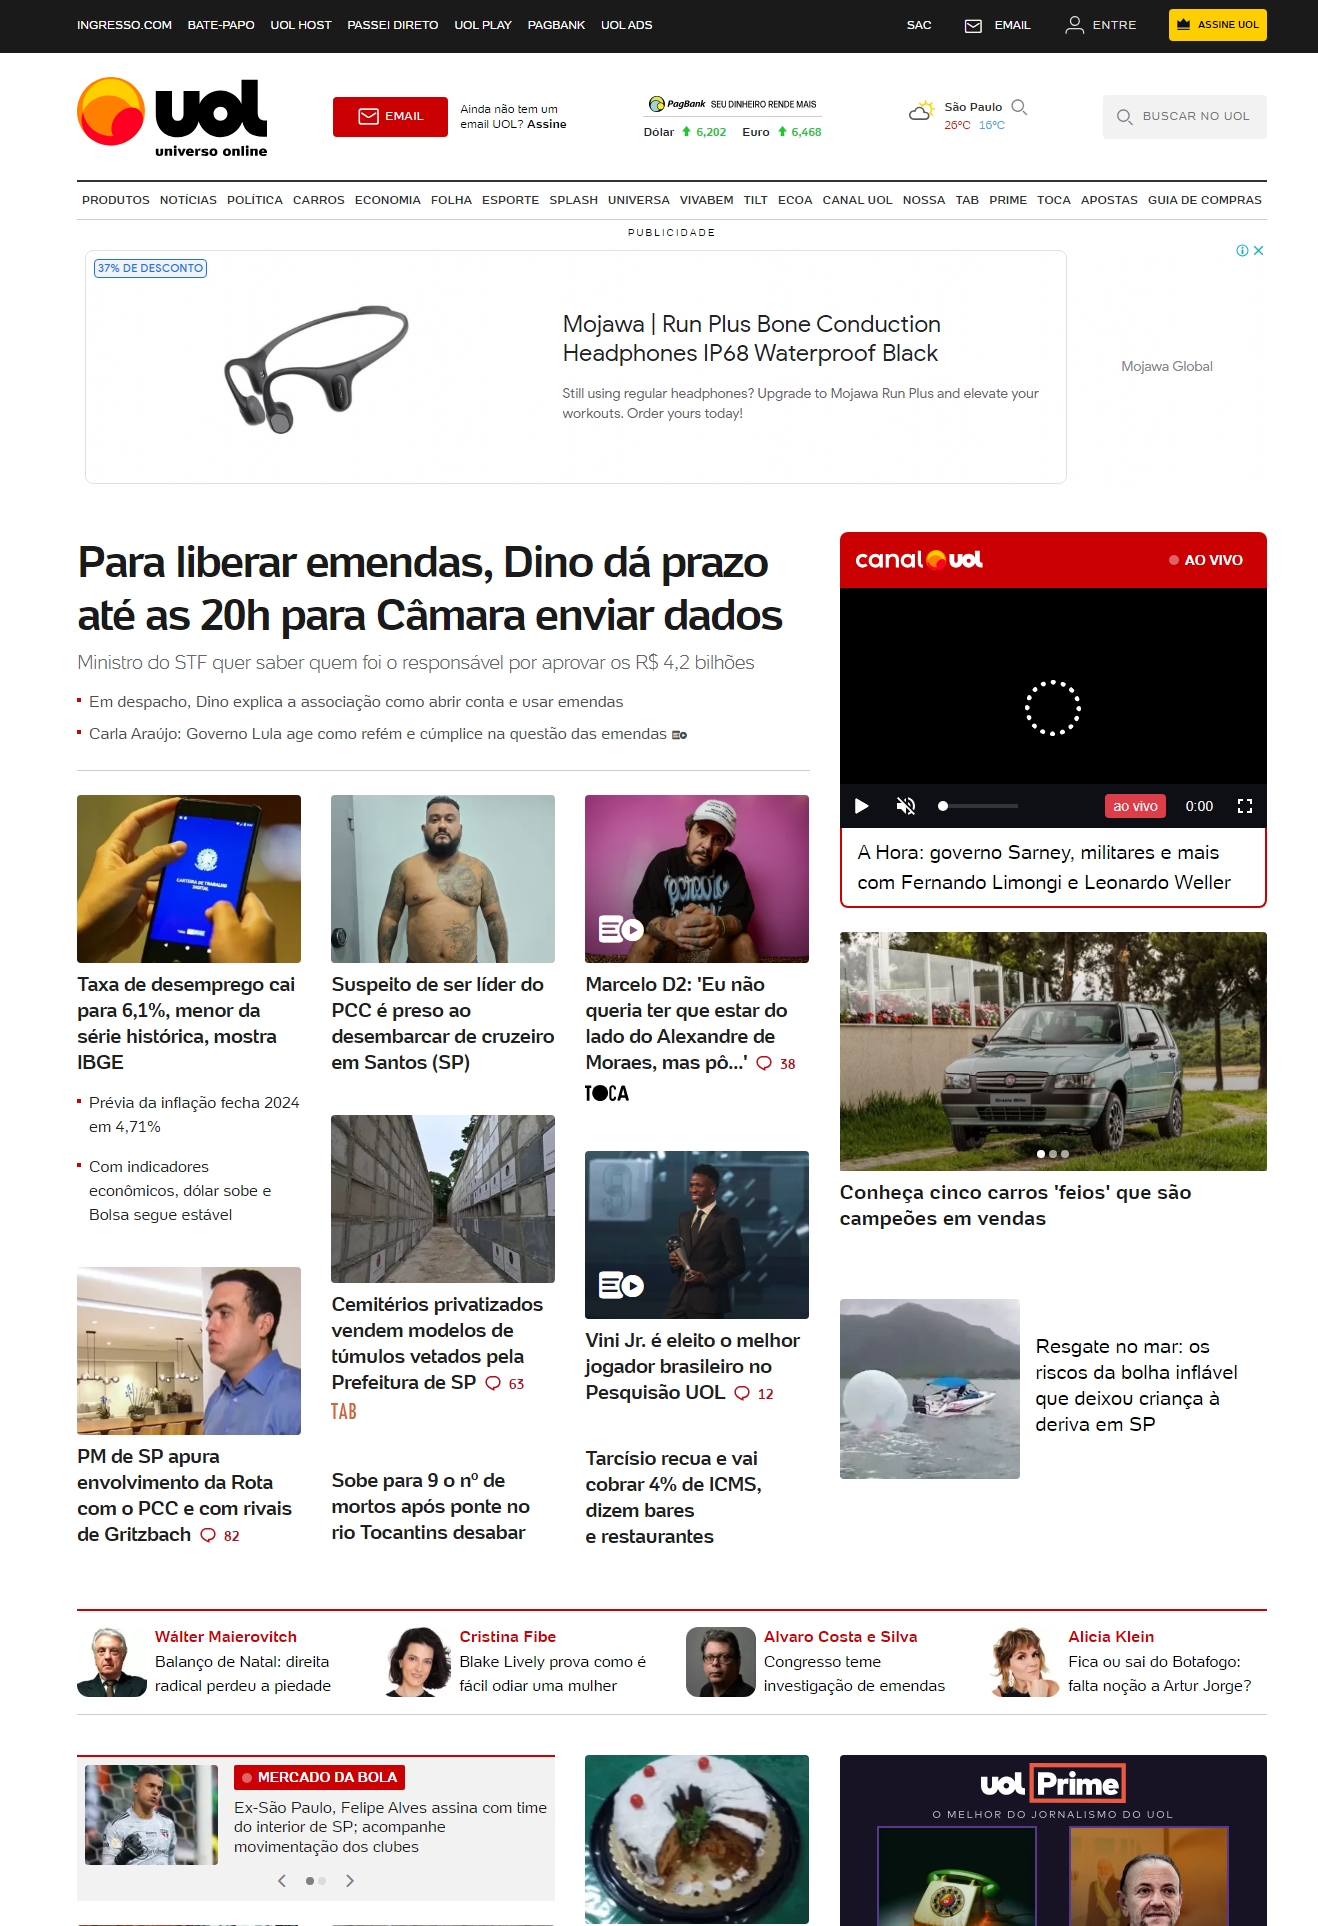 INGRESSO.COM BATE-PAPO UOL HOST PASSEI DIRETO UOL PLAY PAGBANK UOL ADS
SAC EMAIL ENTRE ASSINE UOL
uol
universo online
EMAIL
Ainda não tem um
email UOL? Assine
PagBank SEU DINHEIRO RENDE MAIS
Dólar 6,202 Euro 6,468
São Paulo
26ºC 16ºC
BUSCAR NO UOL
PRODUTOS NOTÍCIAS POLÍTICA CARROS ECONOMIA FOLHA ESPORTE SPLASH UNIVERSA VIVABEM TILT ECOA CANAL UOL NOSSA TAB PRIME TOCA APOSTAS GUIA DE COMPRAS
PUBLICIDADE
37% DE DESCONTO
Mojawa | Run Plus Bone Conduction
Headphones IP68 Waterproof Black
Still using regular headphones? Upgrade to Mojawa Run Plus and elevate your
workouts. Order yours today!
Mojawa Global
Para liberar emendas, Dino dá prazo
até as 20h para Câmara enviar dados
Ministro do STF quer saber quem foi o responsável por aprovar os R$ 4,2 bilhões
Em despacho, Dino explica a associação como abrir conta e usar emendas
Carla Araújo: Governo Lula age como refém e cúmplice na questão das emendas
canal uol
AO VIVO
ao vivo 0:00
A Hora: governo Sarney, militares e mais
com Fernando Limongi e Leonardo Weller
CARTEIRA DE TRABALHO
DIGITAL
Taxa de desemprego cai
para 6,1%, menor da
série histórica, mostra
IBGE
Prévia da inflação fecha 2024
em 4,71%
Com indicadores
econômicos, dólar sobe e
Bolsa segue estável
PM de SP apura
envolvimento da Rota
com o PCC e com rivais
de Gritzbach 82
Suspeito de ser líder do
PCC é preso ao
desembarcar de cruzeiro
em Santos (SP)
Cemitérios privatizados
vendem modelos de
túmulos vetados pela
Prefeitura de SP 63
TAB
Sobe para 9 o nº de
mortos após ponte no
rio Tocantins desabar
Marcelo D2: 'Eu não
queria ter que estar do
lado do Alexandre de
Moraes, mas pô...' 38
TOCA
Vini Jr. é eleito o melhor
jogador brasileiro no
Pesquisão UOL 12
Tarcísio recua e vai
cobrar 4% de ICMS,
dizem bares
e restaurantes
Conheça cinco carros 'feios' que são
campeões em vendas
Resgate no mar: os
riscos da bolha inflável
que deixou criança à
deriva em SP
Wálter Maierovitch
Balanço de Natal: direita
radical perdeu a piedade
Cristina Fibe
Blake Lively prova como é
fácil odiar uma mulher
Alvaro Costa e Silva
Congresso teme
investigação de emendas
Alicia Klein
Fica ou sai do Botafogo:
falta noção a Artur Jorge?
MERCADO DA BOLA
Ex-São Paulo, Felipe Alves assina com time
do interior de SP; acompanhe
movimentação dos clubes
uol Prime
O MELHOR DO JORNALISMO DO UOL